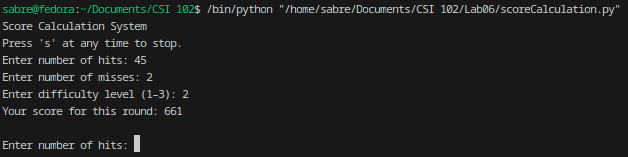 sabre@fedora:~/Documents/CSI 102$ /bin/python "/home/sabre/Documents/CSI 102/Lab06/scoreCalculation.py"
Score Calculation System
Press 's' at any time to stop.
Enter number of hits: 45
Enter number of misses: 2
Enter difficulty level (1–3): 2
Your score for this round: 661
Enter number of hits: